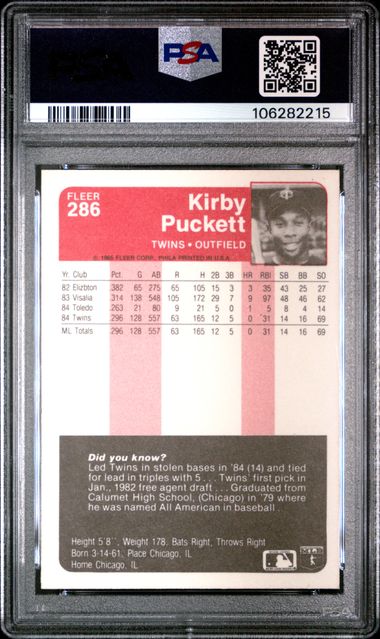 PSA
106282215
FLEER
286
Kirby
Puckett
TWINS • OUTFIELD
© 1985 FLEER CORP. PHILA PRINTED IN U.S.A.
Yr. Club Pct. G AB R H 2B 3B HR RBI SB BB SO
82 Elizbton 382 65 275 65 105 15 3 3 35 43 25 27
83 Visalia 314 138 548 105 172 29 7 9 97 48 46 62
84 Toledo 263 21 80 9 21 5 0 1 5 8 4 14
84 Twins 296 128 557 63 165 12 5 0 31 14 16 69
ML Totals: 296 128 557 63 165 12 5 0 31 14 16 69
Did you know?
Led Twins in stolen bases in '84 (14) and tied
for lead in triples with 5 . . . Twins' first pick in
Jan., 1982 free agent draft . . . Graduated from
Calumet High School, (Chicago) in '79 where
he was named All American in baseball.
Height 5'8'', Weight 178, Bats Right, Throws Right
Born 3-14-61, Place Chicago, IL
Home Chicago, IL
PSA